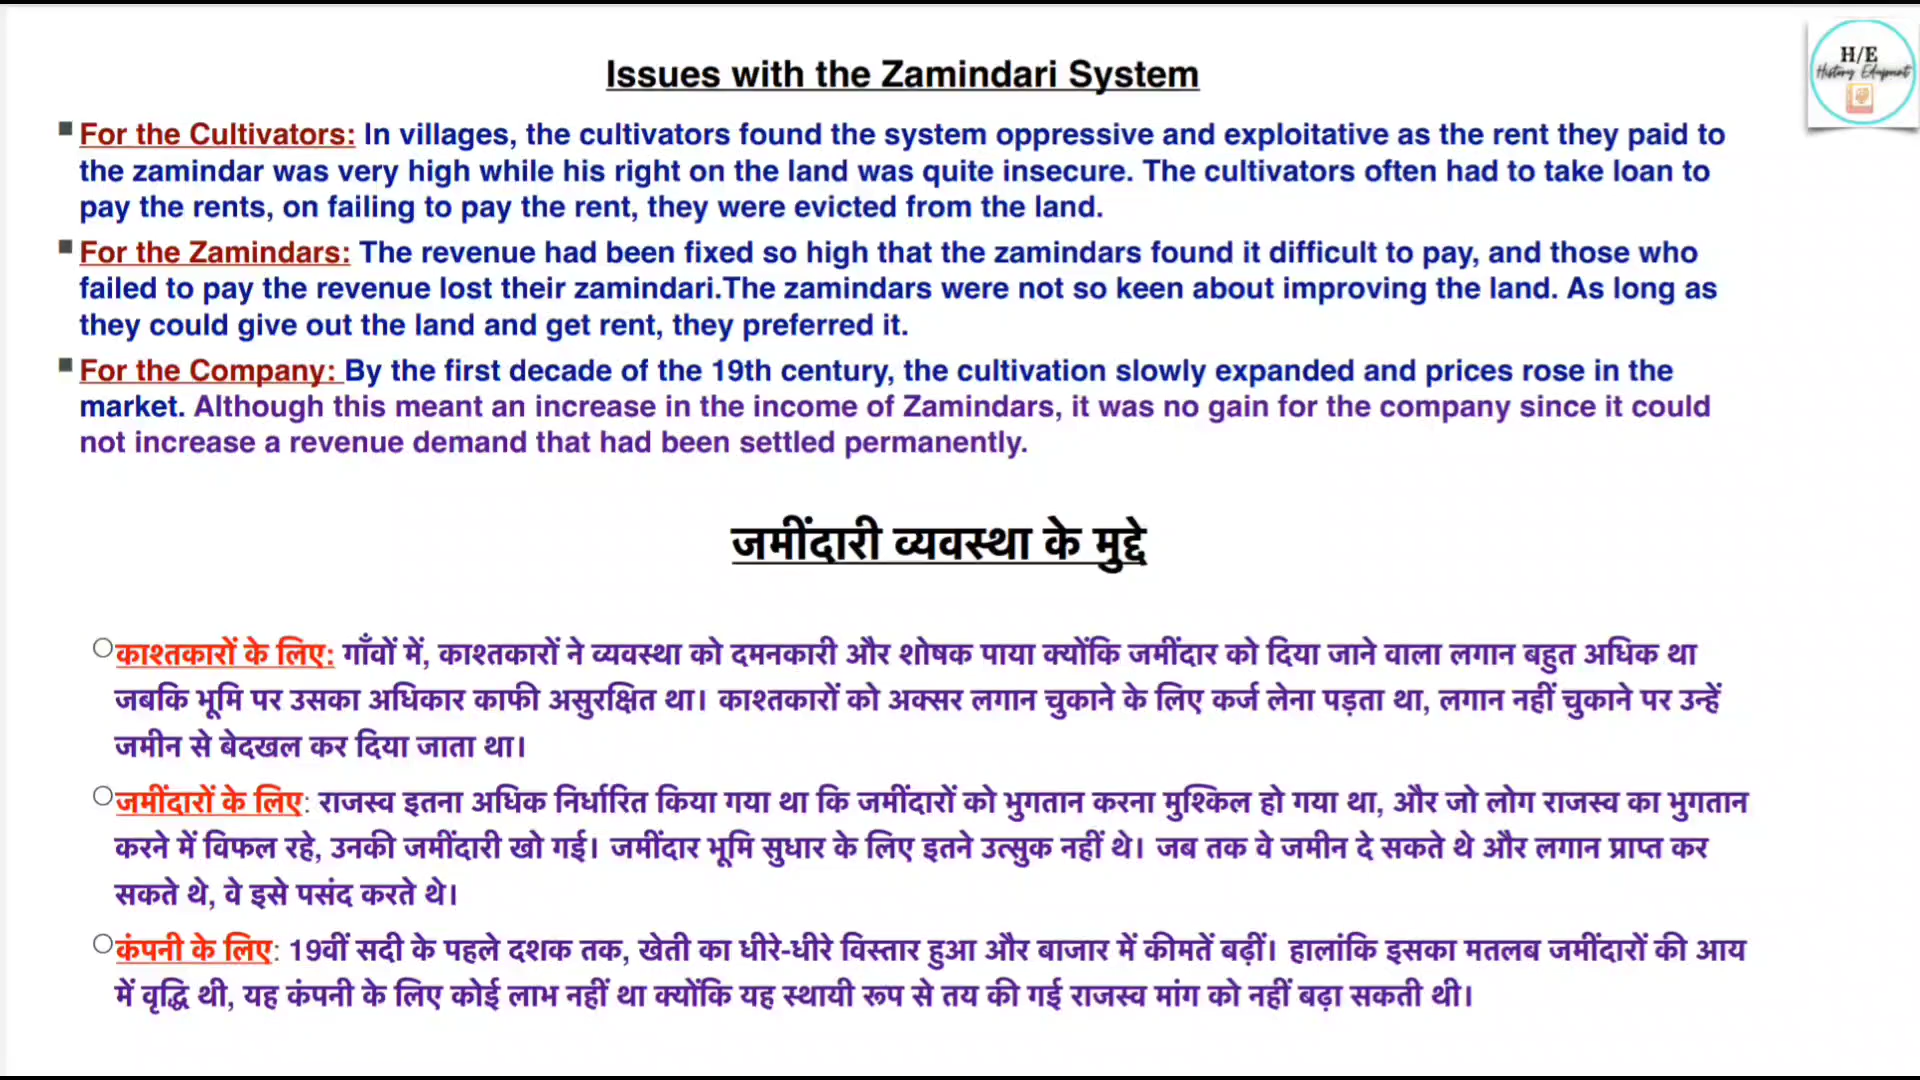 H/E
History Edujunct
Issues with the Zamindari System
For the Cultivators: In villages, the cultivators found the system oppressive and exploitative as the rent they paid to
the zamindar was very high while his right on the land was quite insecure. The cultivators often had to take loan to
pay the rents, on failing to pay the rent, they were evicted from the land.
For the Zamindars: The revenue had been fixed so high that the zamindars found it difficult to pay, and those who
failed to pay the revenue lost their zamindari.The zamindars were not so keen about improving the land. As long as
they could give out the land and get rent, they preferred it.
For the Company: By the first decade of the 19th century, the cultivation slowly expanded and prices rose in the
market. Although this meant an increase in the income of Zamindars, it was no gain for the company since it could
not increase a revenue demand that had been settled permanently.
जमींदारी व्यवस्था के मुद्दे
काश्तकारों के लिए: गाँवों में, काश्तकारों ने व्यवस्था को दमनकारी और शोषक पाया क्योंकि जमींदार को दिया जाने वाला लगान बहुत अधिक था
जबकि भूमि पर उसका अधिकार काफी असुरक्षित था। काश्तकारों को अक्सर लगान चुकाने के लिए कर्ज लेना पड़ता था, लगान नहीं चुकाने पर उन्हें
जमीन से बेदखल कर दिया जाता था।
जमींदारों के लिए: राजस्व इतना अधिक निर्धारित किया गया था कि जमींदारों को भुगतान करना मुश्किल हो गया था, और जो लोग राजस्व का भुगतान
करने में विफल रहे, उनकी जमींदारी खो गई। जमींदार भूमि सुधार के लिए इतने उत्सुक नहीं थे। जब तक वे जमीन दे सकते थे और लगान प्राप्त कर
सकते थे, वे इसे पसंद करते थे।
कंपनी के लिए: 19वीं सदी के पहले दशक तक, खेती का धीरे-धीरे विस्तार हुआ और बाजार में कीमतें बढ़ीं। हालांकि इसका मतलब जमींदारों की आय
में वृद्धि थी, यह कंपनी के लिए कोई लाभ नहीं था क्योंकि यह स्थायी रूप से तय की गई राजस्व मांग को नहीं बढ़ा सकती थी।